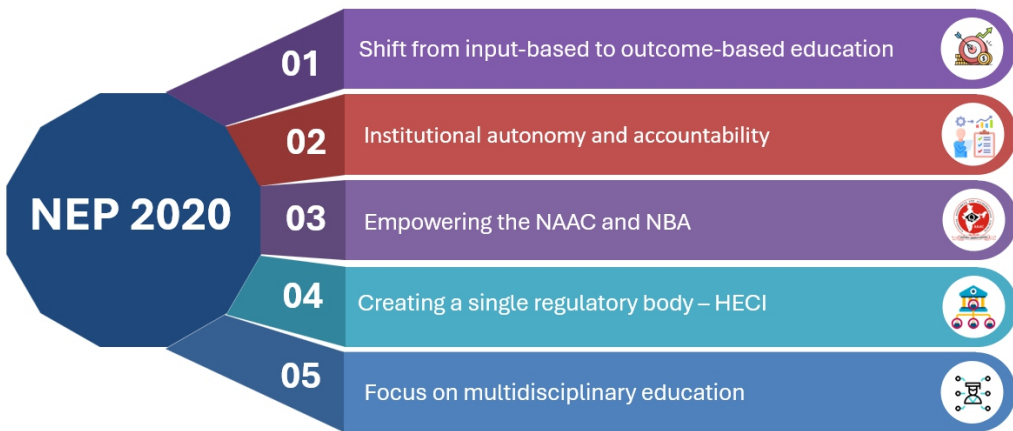 NEP 2020
01
Shift from input-based to outcome-based education
02
Institutional autonomy and accountability
03
Empowering the NAAC and NBA
04
Creating a single regulatory body – HECI
05
Focus on multidisciplinary education